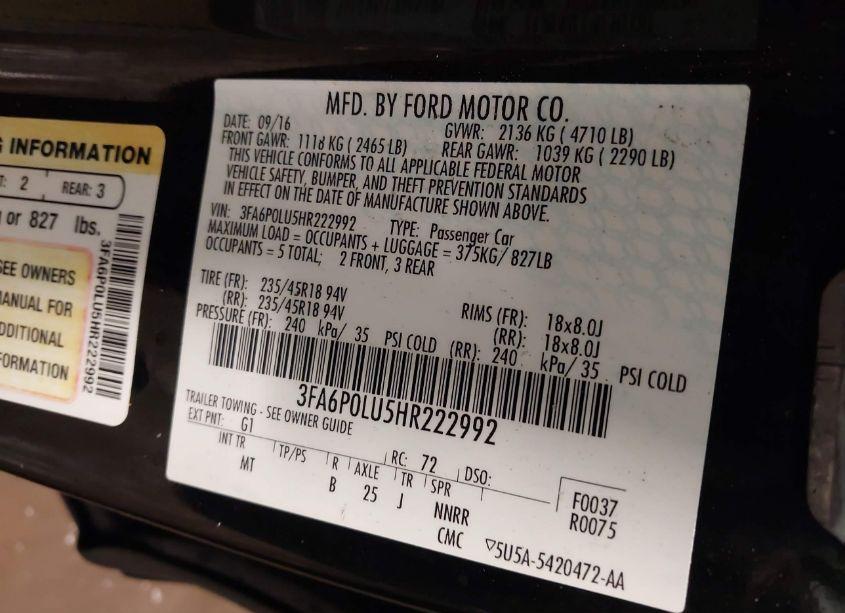 G INFORMATION
T: 2 REAR: 3
or 827 lbs.
SEE OWNERS
MANUAL FOR
ADDITIONAL
INFORMATION
3FA6P0LU5HR222992
MFD. BY FORD MOTOR CO.
DATE: 09/16 GVWR: 2136 KG ( 4710 LB)
FRONT GAWR: 1118 KG ( 2465 LB) REAR GAWR: 1039 KG ( 2290 LB)
THIS VEHICLE CONFORMS TO ALL APPLICABLE FEDERAL MOTOR
VEHICLE SAFETY, BUMPER, AND THEFT PREVENTION STANDARDS
IN EFFECT ON THE DATE OF MANUFACTURE SHOWN ABOVE.
VIN: 3FA6P0LU5HR222992 TYPE: Passenger Car
MAXIMUM LOAD = OCCUPANTS + LUGGAGE = 375KG/ 827LB
OCCUPANTS = 5 TOTAL; 2 FRONT, 3 REAR
TIRE (FR): 235/45R18 94V RIMS (FR): 18x8.0J
(RR): 235/45R18 94V (RR): 18x8.0J
PRESSURE (FR): 240 kPa/ 35 PSI COLD (RR): 240 kPa/ 35 PSI COLD
3FA6P0LU5HR222992
TRAILER TOWING - SEE OWNER GUIDE
EXT PNT: G1 RC: 72 DSO:
INT TR TP/PS R AXLE TR SPR
MT B 25 J NNRR
CMC
F0037
R0075
▽5U5A-5420472-AA